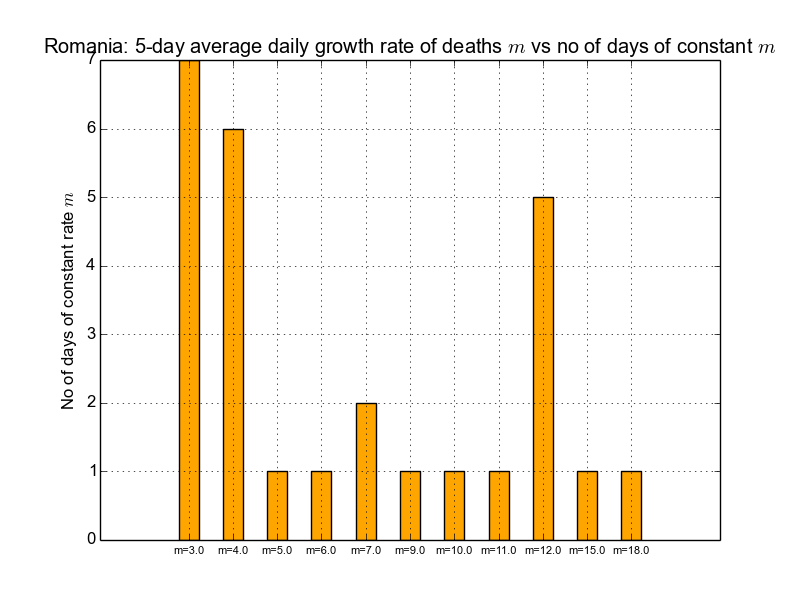 Romania: 5-day average daily growth rate of deaths m vs no of days of constant m
No of days of constant rate m
7
6
5
4
3
2
1
0
m=3.0 m=4.0 m=5.0 m=6.0 m=7.0 m=9.0 m=10.0 m=11.0 m=12.0 m=15.0 m=18.0